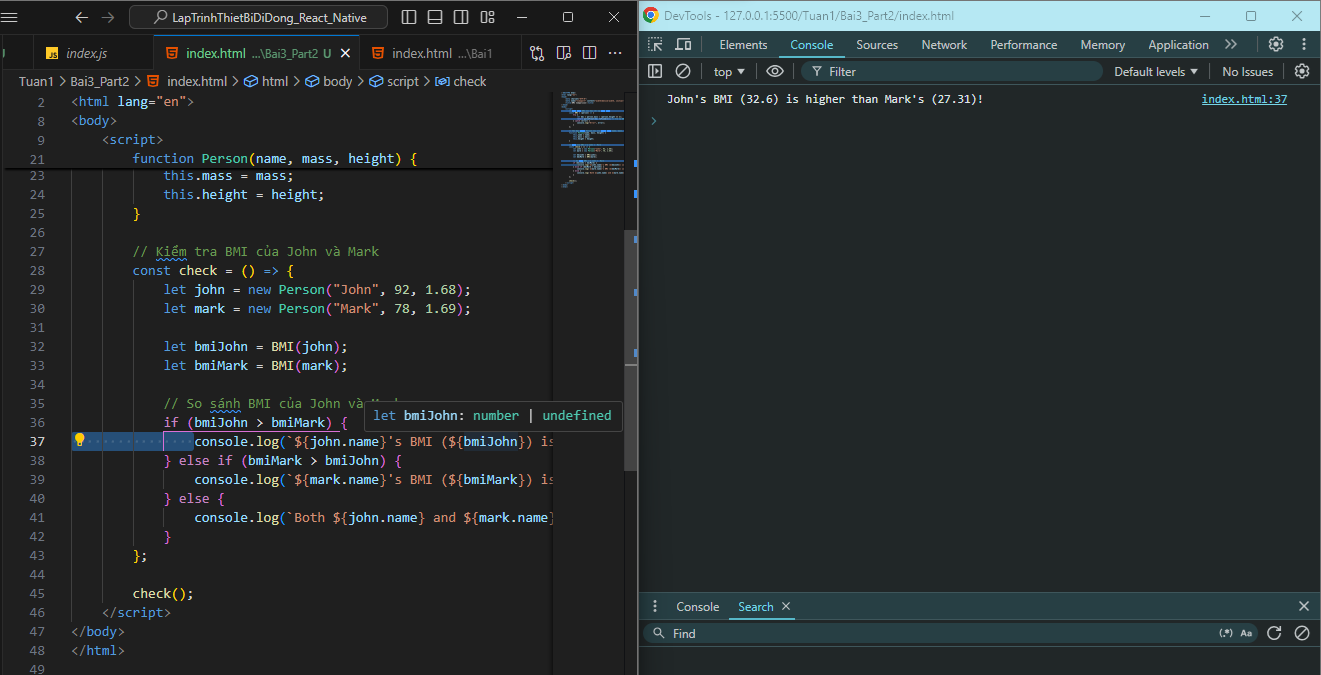 LapTrinhThietBiDiDong_React_Native
U
JS index.js
index.html ...\Bai3_Part2 U
index.html ...\Bai1
Tuan1 > Bai3_Part2 > index.html > html > body > script > check
2 <html lang="en">
8 <body>
9 <script>
21 function Person(name, mass, height) {
23 this.mass = mass;
24 this.height = height;
25 }
26
27 // Kiểm tra BMI của John và Mark
28 const check = () => {
29 let john = new Person("John", 92, 1.68);
30 let mark = new Person("Mark", 78, 1.69);
31
32 let bmiJohn = BMI(john);
33 let bmiMark = BMI(mark);
34
35 // So sánh BMI của John và
let bmiJohn: number | undefined
36 if (bmiJohn > bmiMark) {
37 console.log(`${john.name}'s BMI (${bmiJohn}) is
38 } else if (bmiMark > bmiJohn) {
39 console.log(`${mark.name}'s BMI (${bmiMark}) is
40 } else {
41 console.log(`Both ${john.name} and ${mark.name}
42 }
43 };
44
45 check();
46 </script>
47 </body>
48 </html>
49
DevTools - 127.0.0.1:5500/Tuan1/Bai3_Part2/index.html
Elements Console Sources Network Performance Memory Application >>
top Filter Default levels No Issues
John's BMI (32.6) is higher than Mark's (27.31)! index.html:37
>
Console Search
Find (.*) Aa